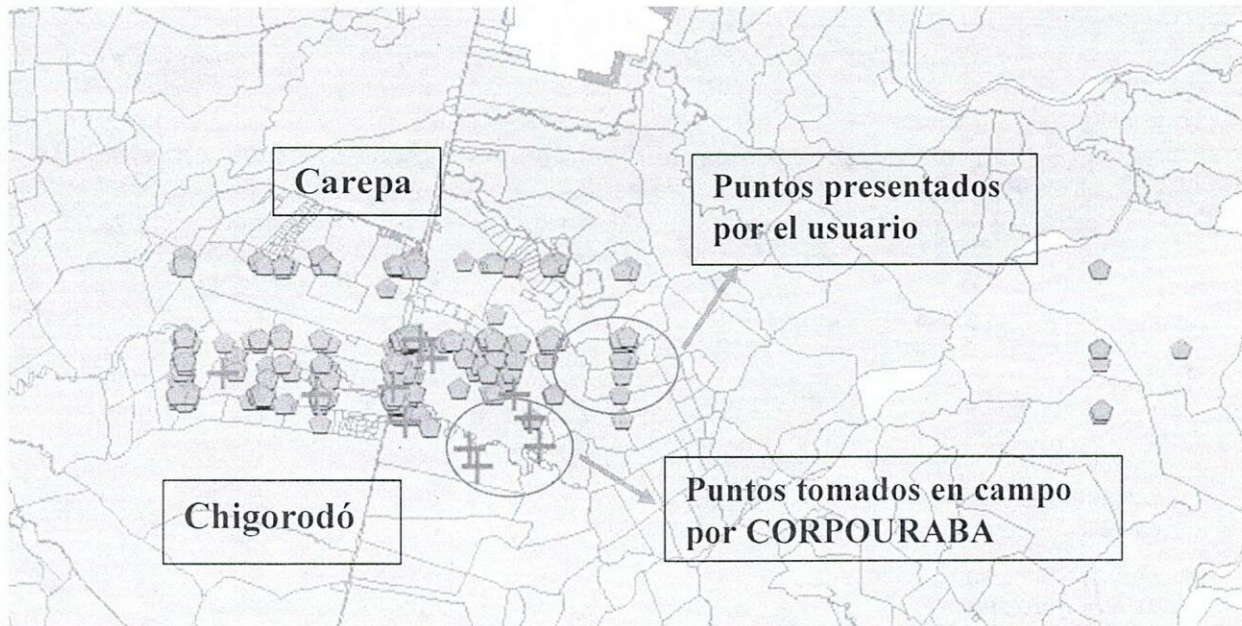 Carepa
Puntos presentados
por el usuario
Chigorodó
Puntos tomados en campo
por CORPOURABA